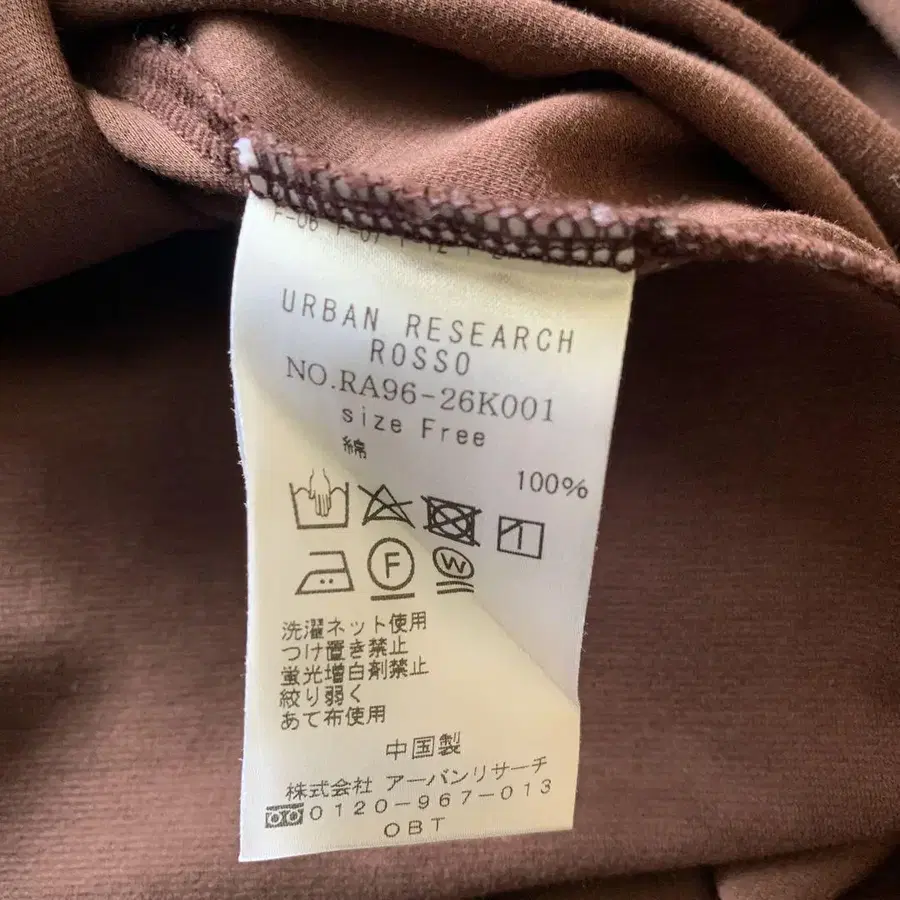 URBAN RESEARCH
ROSSO
NO.RA96-26K001
size Free
綿
100%
F
W
洗濯ネット使用
つけ置き禁止
蛍光増白剤禁止
絞り弱く
あて布使用
中国製
株式会社 アーバンリサーチ
0120-967-013
OBT